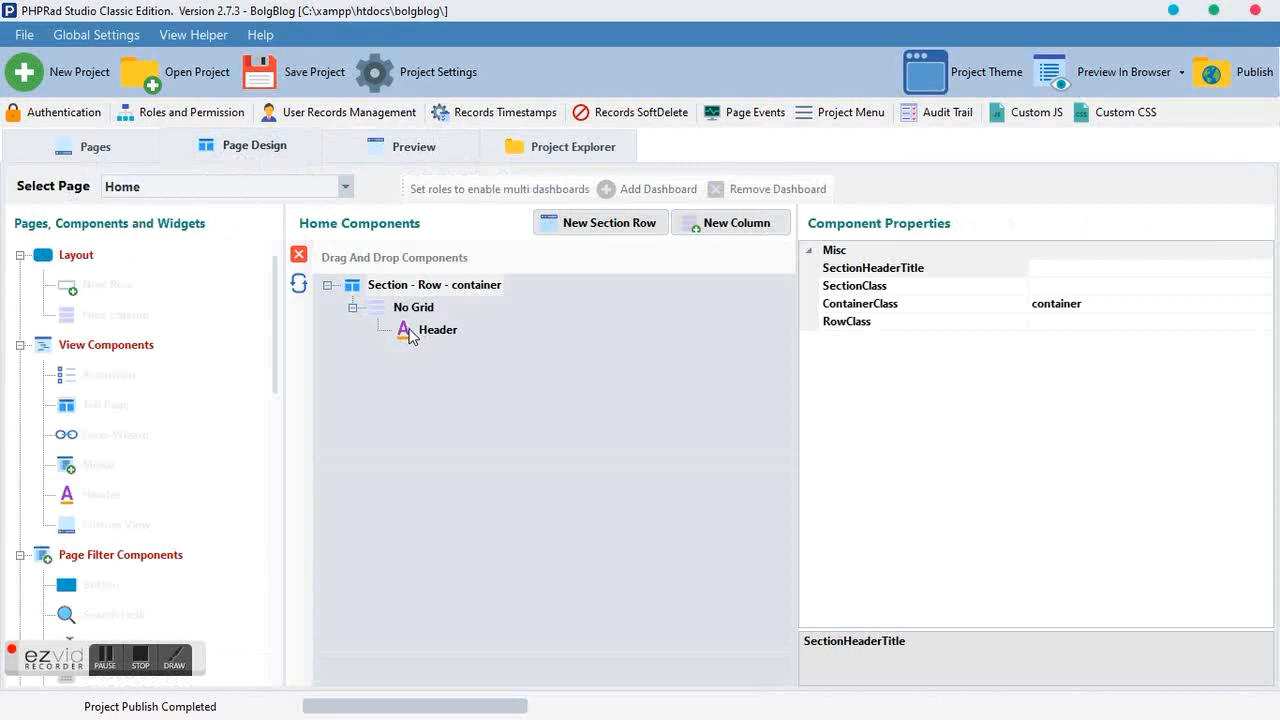 PHPRad Studio Classic Edition. Version 2.7.3 - BolgBlog [C:\xampp\htdocs\bolgblog\]
File Global Settings View Helper Help
New Project Open Project Save Project Project Settings Project Theme Preview In Browser Publish
Authentication Roles and Permission User Records Management Records Timestamps Records SoftDelete Page Events Project Menu Audit Trail Custom JS Custom CSS
Pages Page Design Preview Project Explorer
Select Page Home Set roles to enable multi dashboards Add Dashboard Remove Dashboard
Pages, Components and Widgets Home Components New Section Row New Column Component Properties
Layout Drag And Drop Components Misc
SectionHeaderTitle
Section - Row - container SectionClass
No Grid ContainerClass container
RowClass
Header
View Components
Menu
Header
Custom View
Page Filter Components
Button
SectionHeaderTitle
ezvid
RECORDER PAUSE STOP DRAW
Project Publish Completed